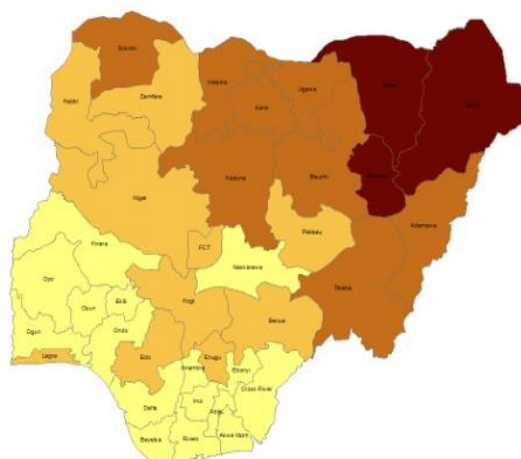 Sokoto
Kebbi
Zamfara
Katsina
Kano
Jigawa
Kaduna
Bauchi
Niger
Adamawa
Plateau
FCT
Nassarawa
Taraba
Kwara
Oyo
Kogi
Benue
Osun
Ekiti
Ondo
Ogun
Lagos
Edo
Enugu
Anambra
Ebonyi
Cross River
Delta
Imo
Abia
Bayelsa
Rivers
Akwa Ibom